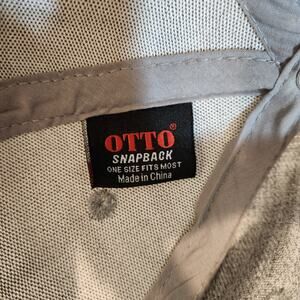 OTTO®
SNAPBACK
ONE SIZE FITS MOST
Made in China